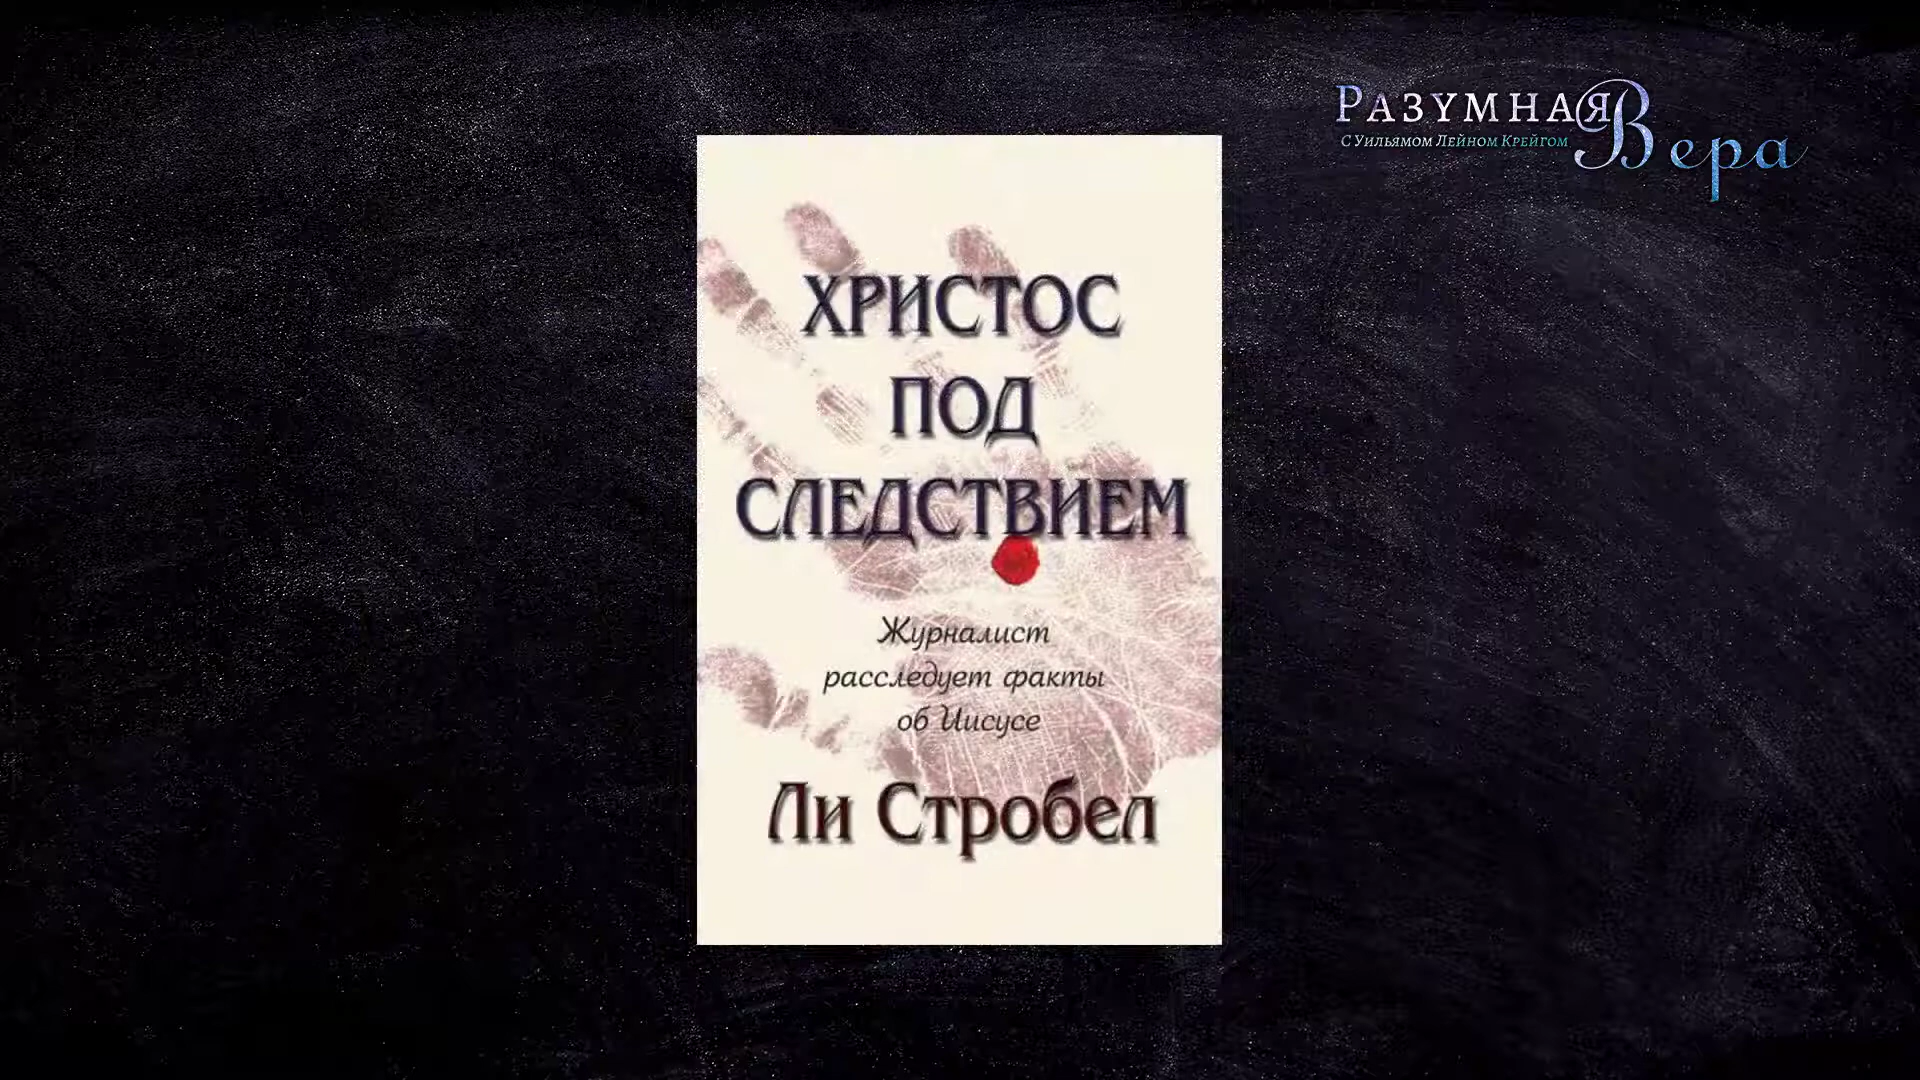 РАЗУМНАЯ
Вера
С УИЛЬЯМОМ ЛЕЙНОМ КРЕЙГОМ
ХРИСТОС
ПОД
СЛЕДСТВИЕМ
Журналист
расследует факты
об Иисусе
Ли Стробел